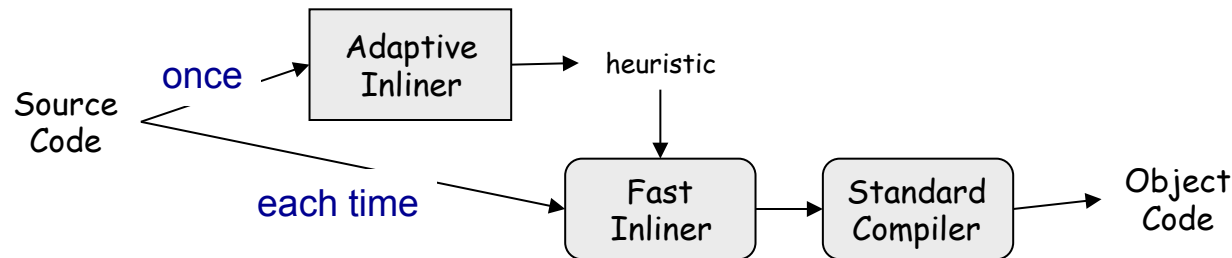 Adaptive
Inliner
heuristic
once
Source
Code
each time
Fast
Inliner
Standard
Compiler
Object
Code